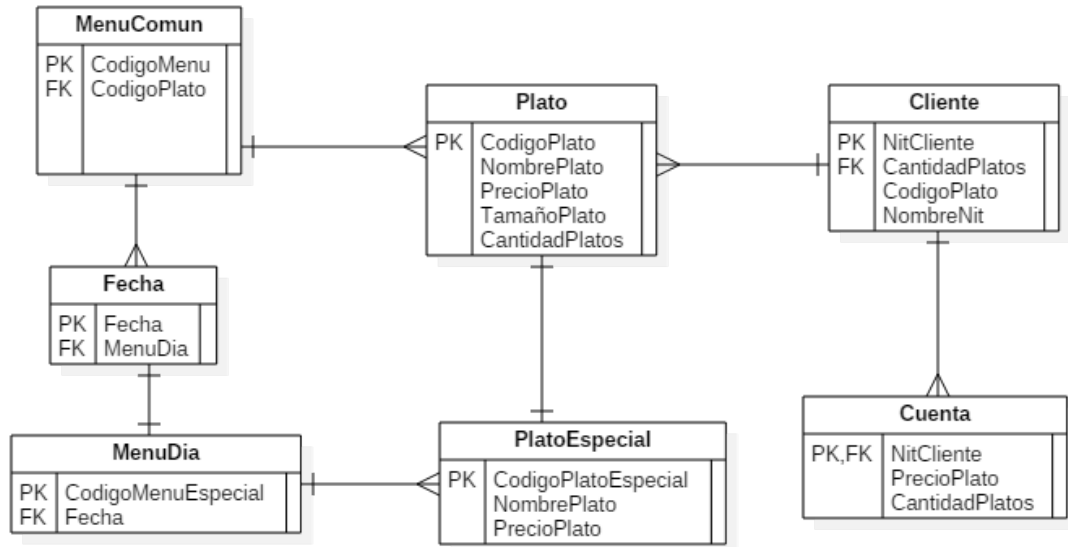 MenuComun
PK CodigoMenu
FK CodigoPlato
Plato
PK CodigoPlato
NombrePlato
PrecioPlato
TamañoPlato
CantidadPlatos
Cliente
PK NitCliente
FK CantidadPlatos
CodigoPlato
NombreNit
Fecha
PK Fecha
FK MenuDia
MenuDia
PK CodigoMenuEspecial
FK Fecha
PlatoEspecial
PK CodigoPlatoEspecial
NombrePlato
PrecioPlato
Cuenta
PK,FK NitCliente
PrecioPlato
CantidadPlatos